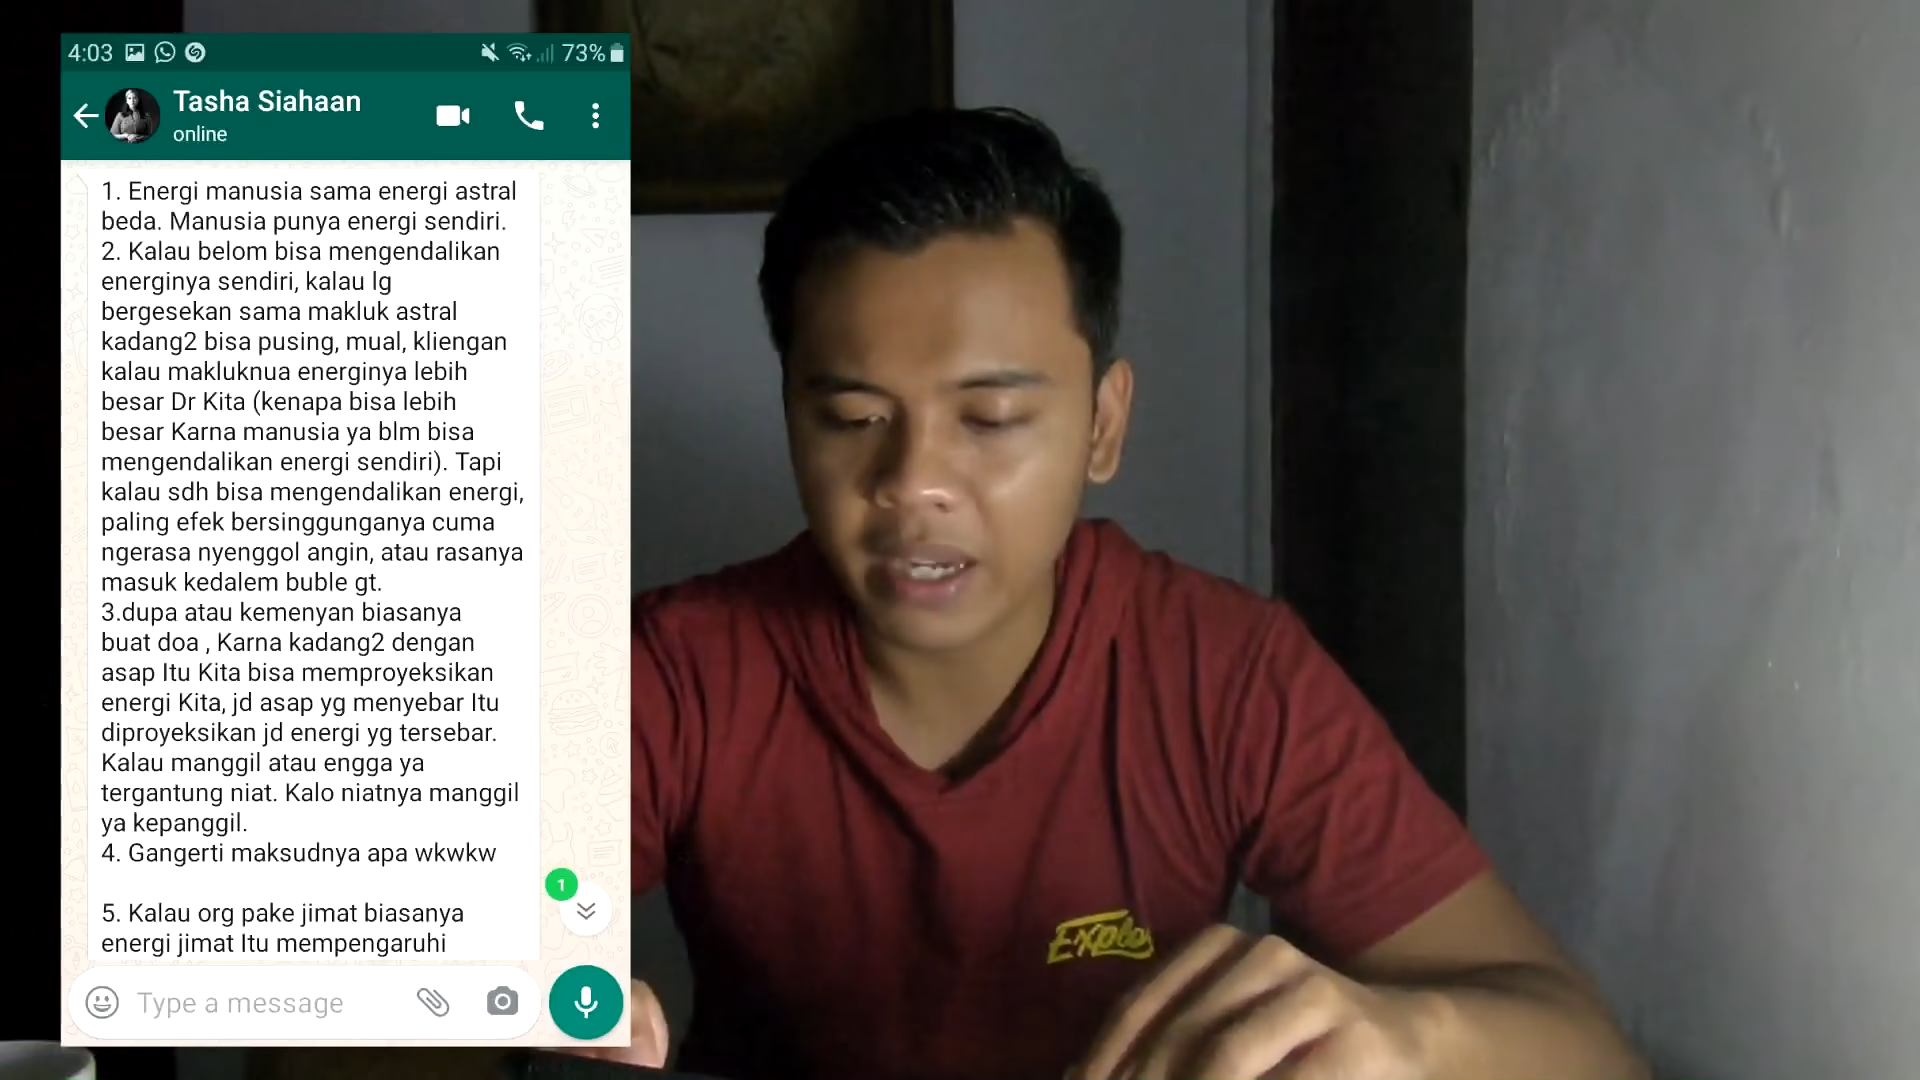 4:03
73%
Tasha Siahaan
online
1. Energi manusia sama energi astral
beda. Manusia punya energi sendiri.
2. Kalau belom bisa mengendalikan
energinya sendiri, kalau lg
bergesekan sama makluk astral
kadang2 bisa pusing, mual, kliengan
kalau makluknua energinya lebih
besar Dr Kita (kenapa bisa lebih
besar Karna manusia ya blm bisa
mengendalikan energi sendiri). Tapi
kalau sdh bisa mengendalikan energi,
paling efek bersinggunganya cuma
ngerasa nyenggol angin, atau rasanya
masuk kedalem buble gt.
3.dupa atau kemenyan biasanya
buat doa , Karna kadang2 dengan
asap Itu Kita bisa memproyeksikan
energi Kita, jd asap yg menyebar Itu
diproyeksikan jd energi yg tersebar.
Kalau manggil atau engga ya
tergantung niat. Kalo niatnya manggil
ya kepanggil.
4. Gangerti maksudnya apa wkwkw
1
5. Kalau org pake jimat biasanya
energi jimat Itu mempengaruhi
Type a message